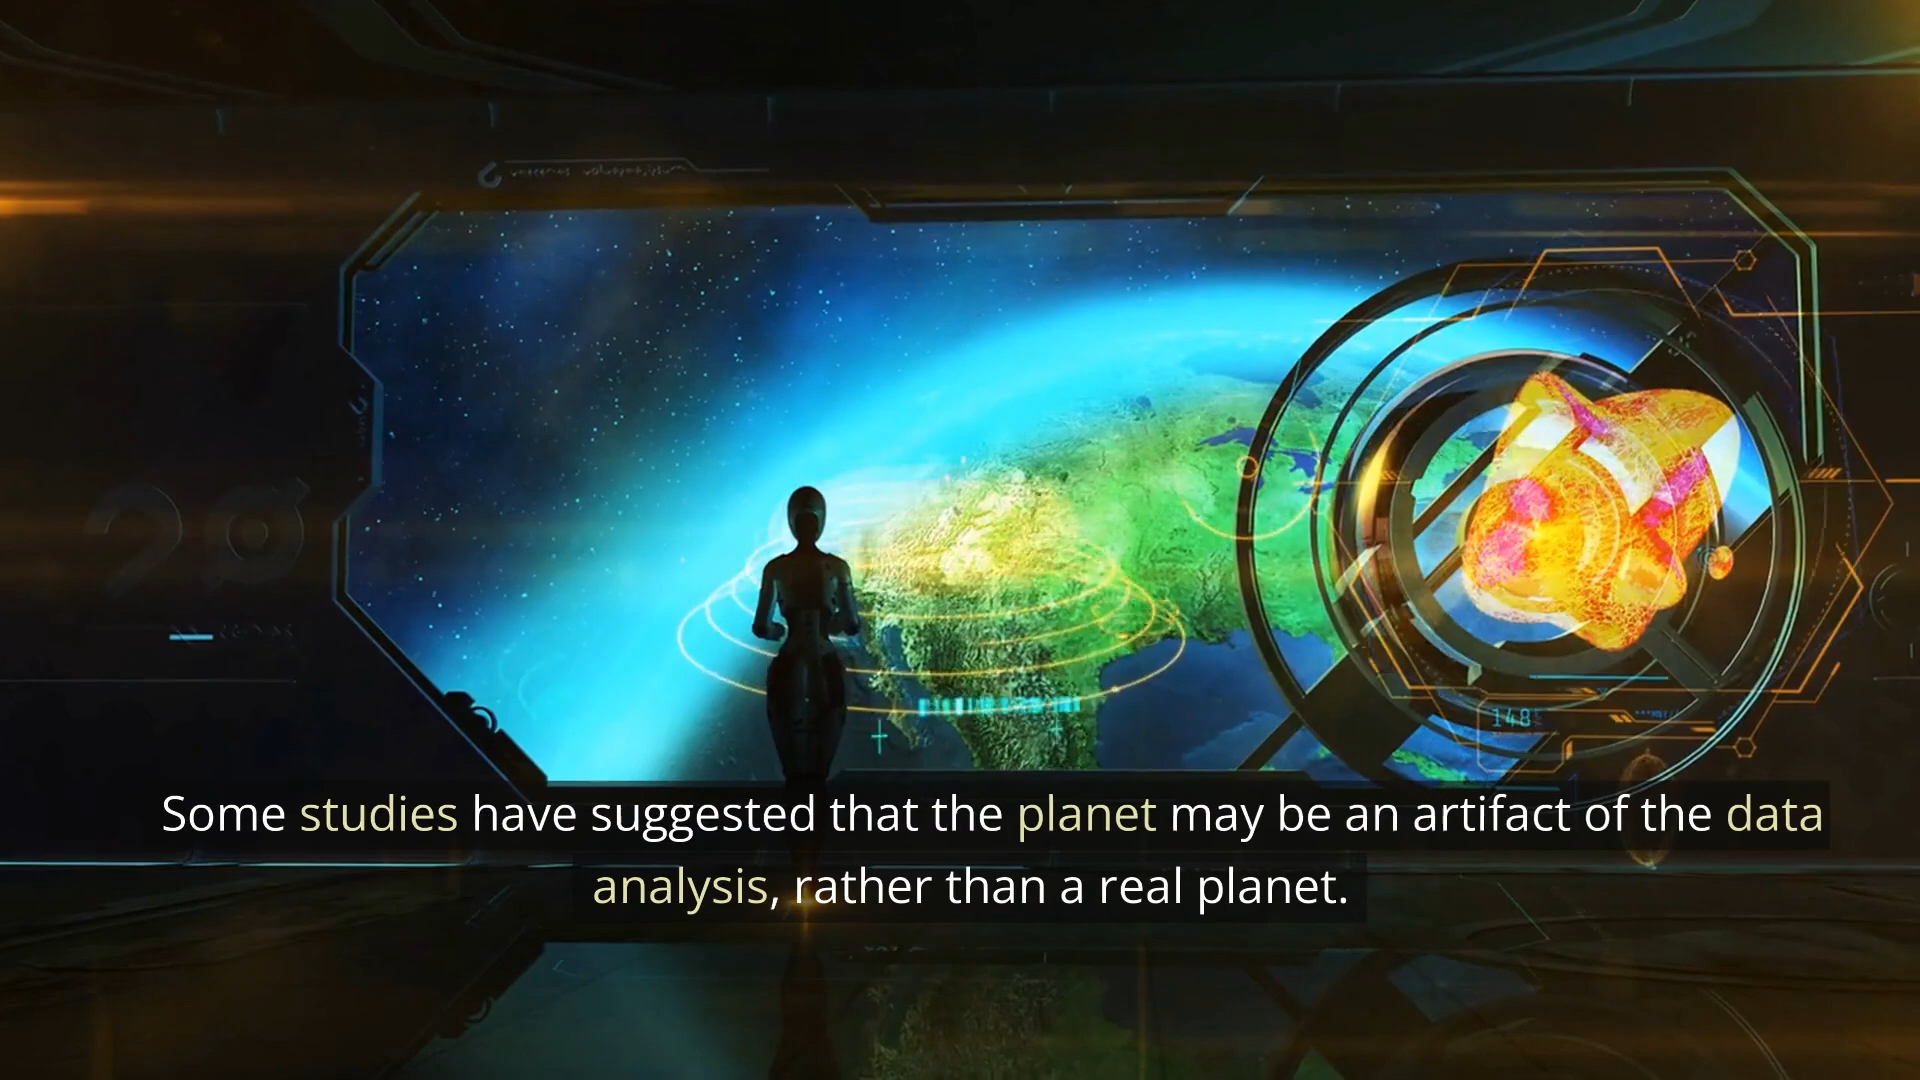 148
Some studies have suggested that the planet may be an artifact of the data
analysis, rather than a real planet.